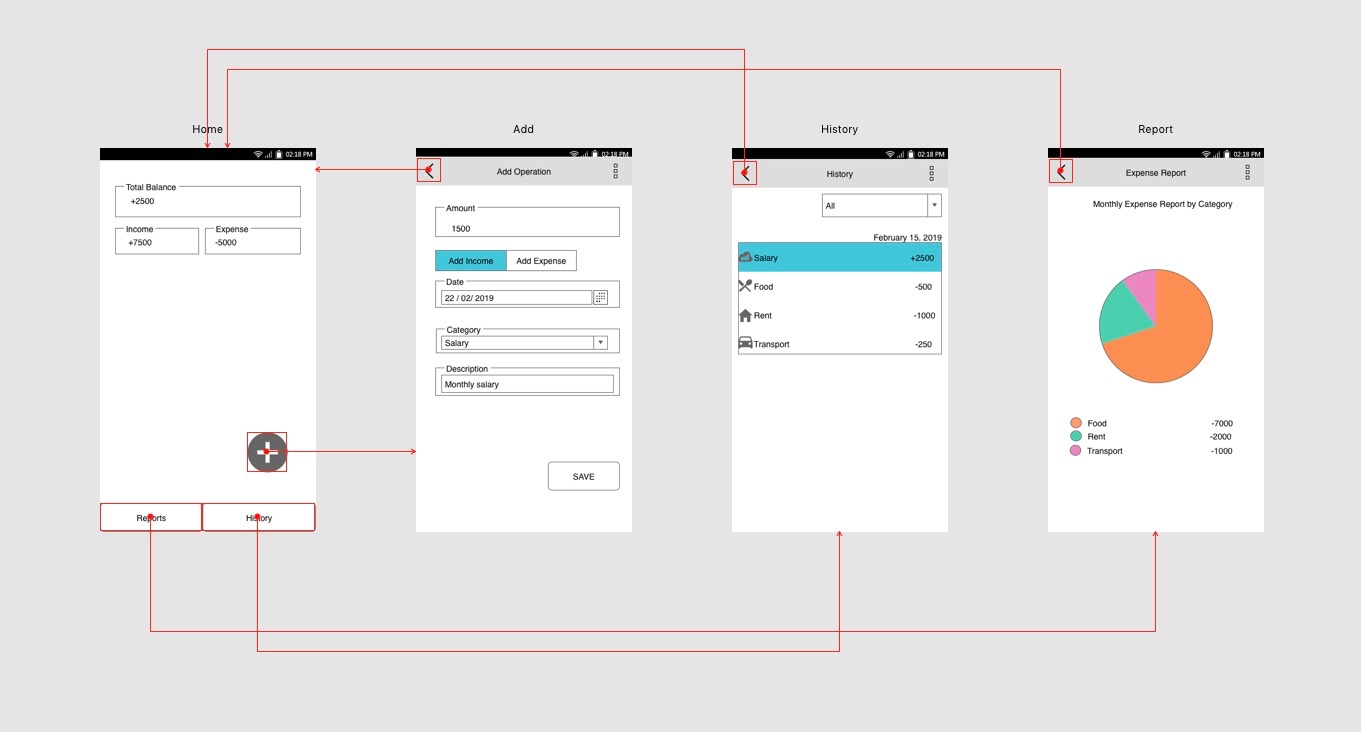 Home
02:18 PM
Total Balance
+2500
Income
+7500
Expense
-5000
Reports
History
Add
02:18 PM
Add Operation
Amount
1500
Add Income
Add Expense
Date
22 / 02/ 2019
Category
Salary
Description
Monthly salary
SAVE
History
02:18 PM
History
All
February 15, 2019
Salary +2500
Food -500
Rent -1000
Transport -250
Report
02:18 PM
Expense Report
Monthly Expense Report by Category
Food -7000
Rent -2000
Transport -1000